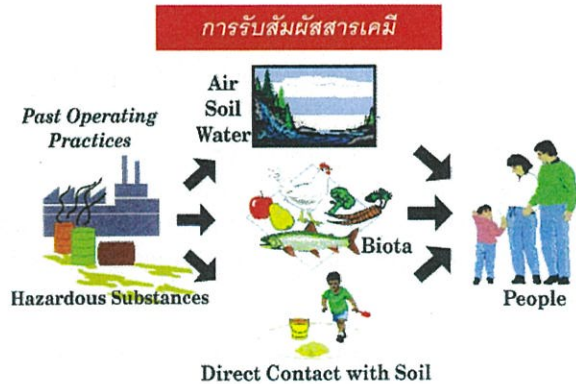 การรับสัมผัสสารเคมี
Air
Soil
Water
Past Operating
Practices
Hazardous Substances
Biota
People
Direct Contact with Soil